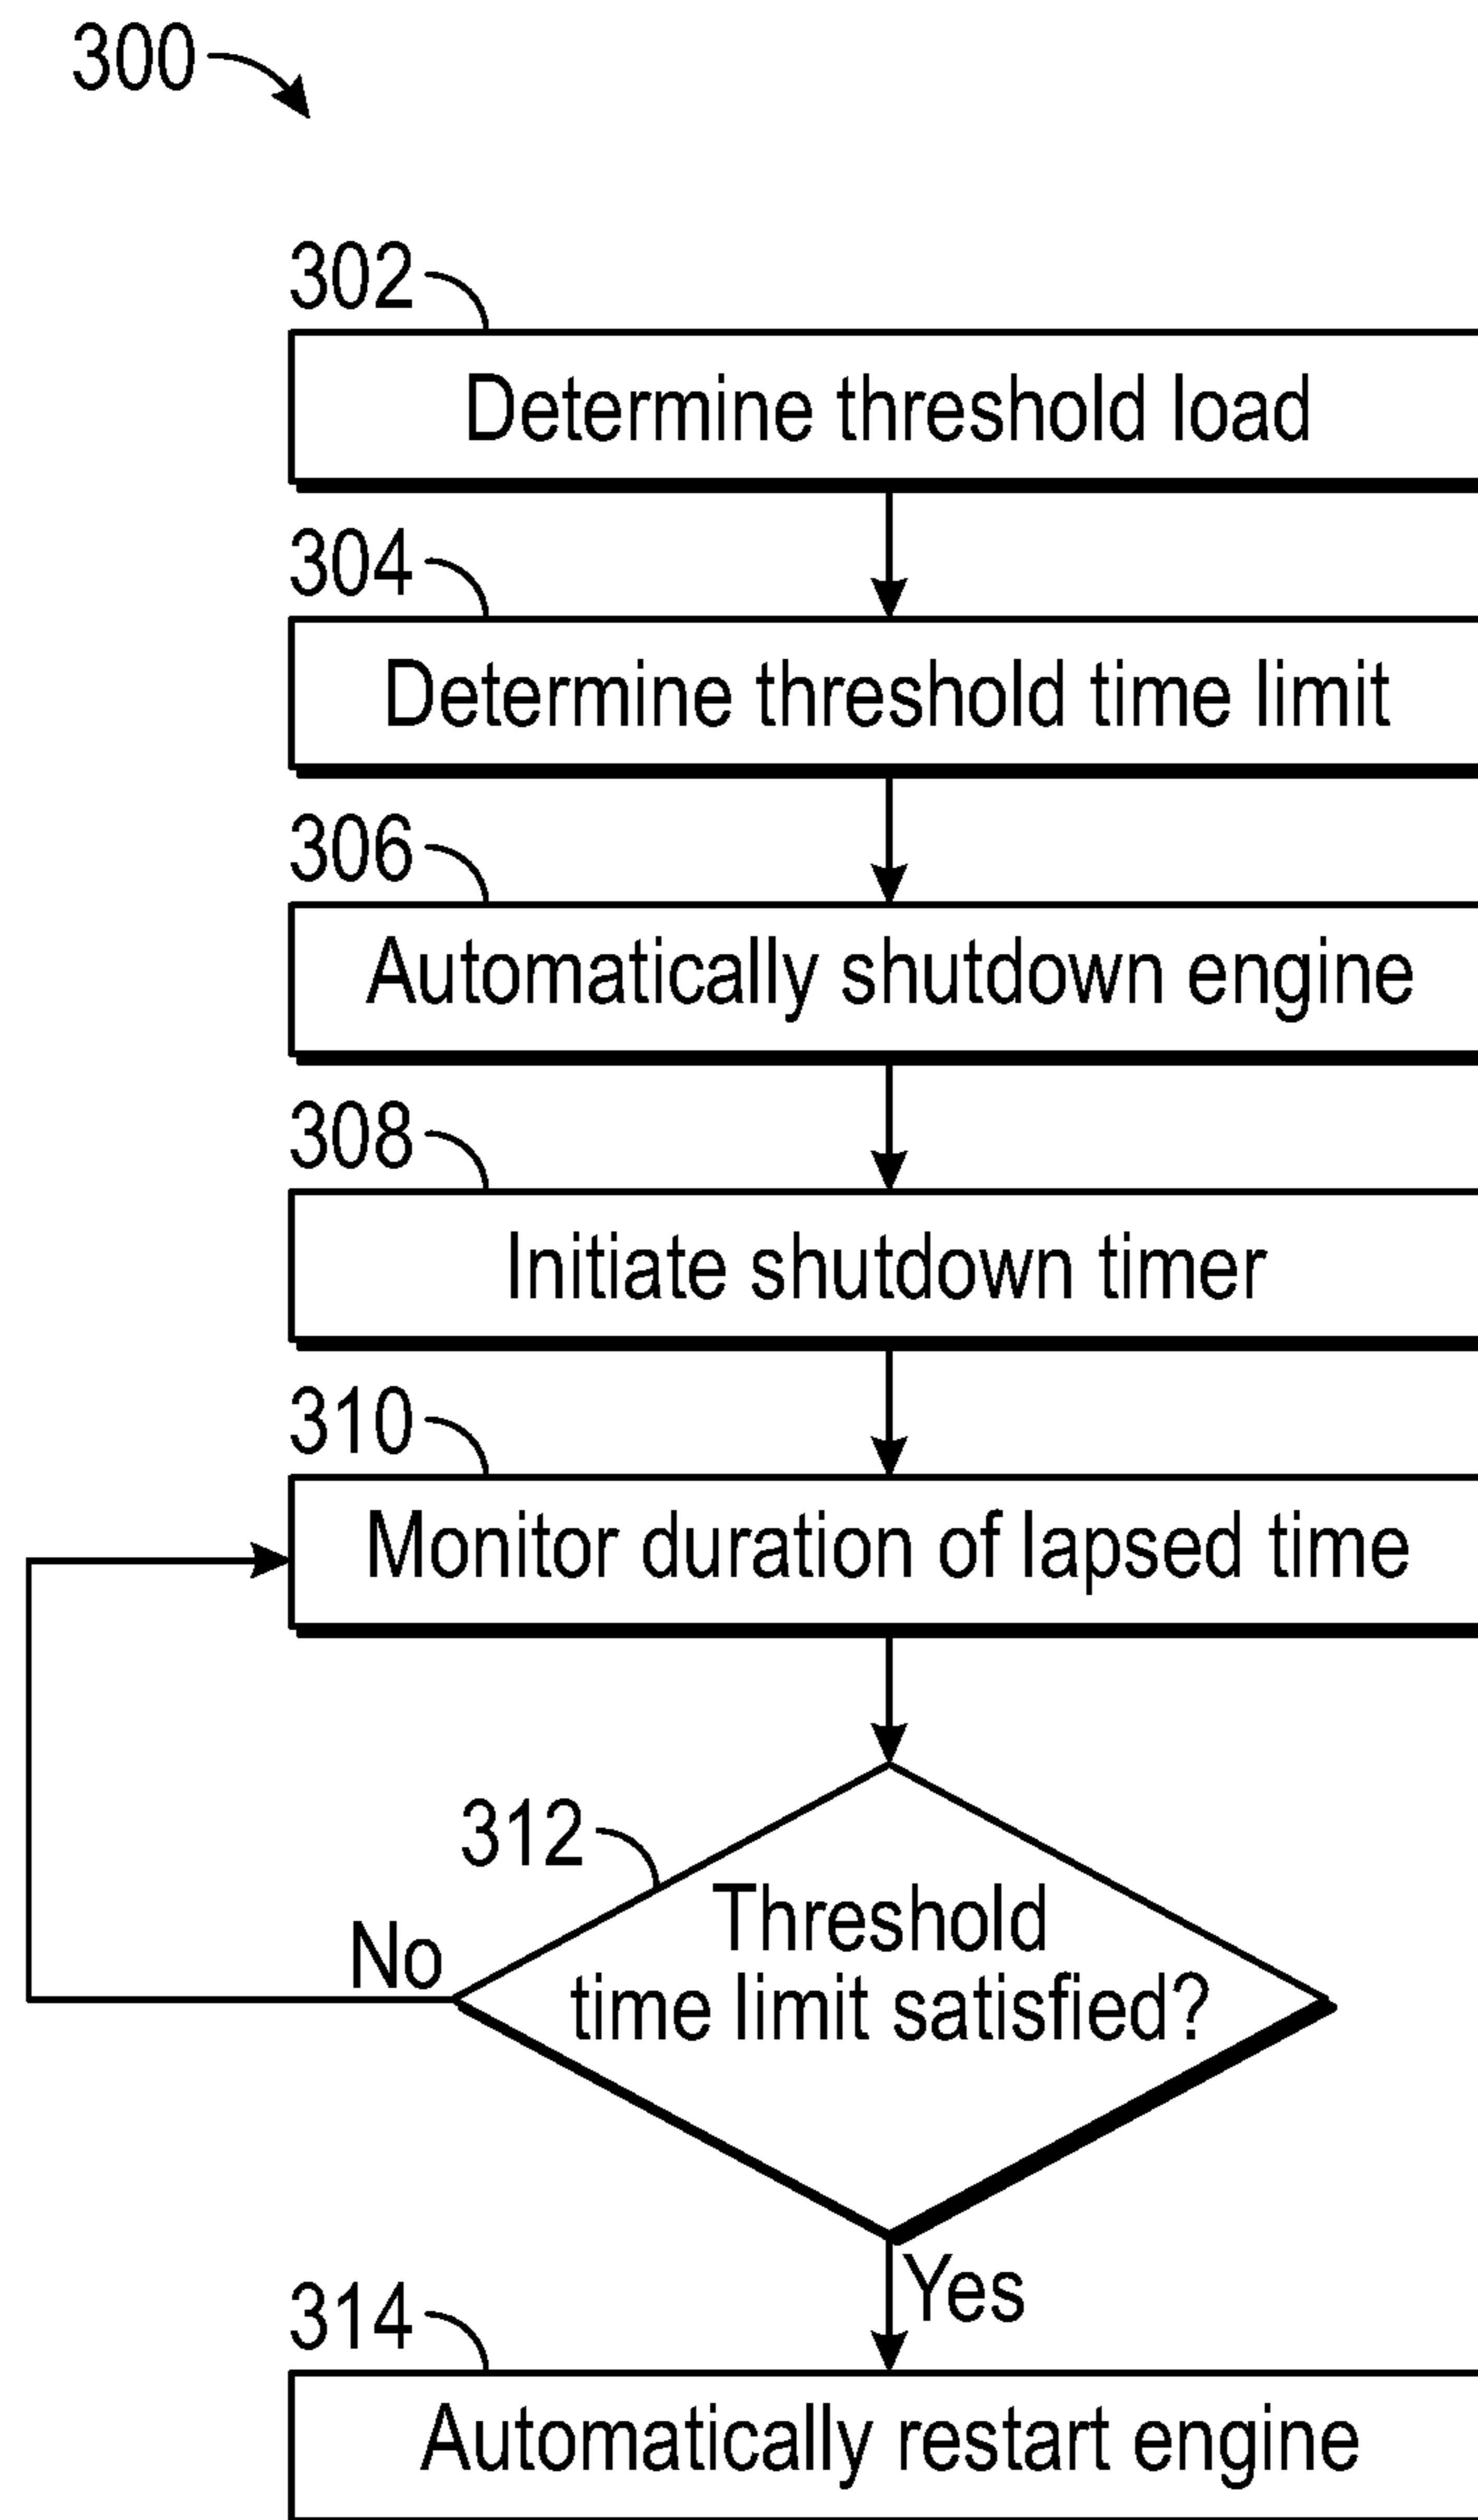 300
302
Determine threshold load
304
Determine threshold time limit
306
Automatically shutdown engine
308
Initiate shutdown timer
310
Monitor duration of lapsed time
312
Threshold
time limit satisfied?
No
Yes
314
Automatically restart engine